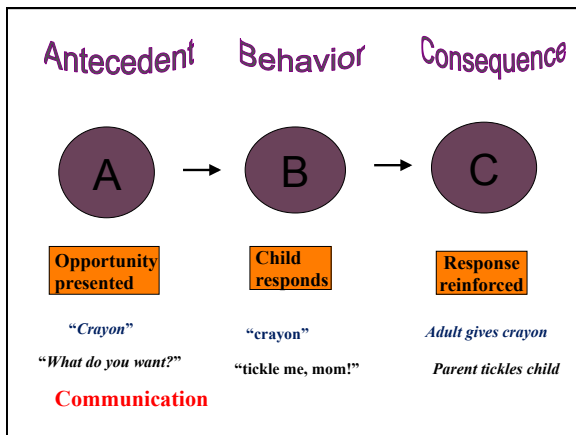 Antecedent Behavior Consequence
A B C
Opportunity presented
Child responds
Response reinforced
“Crayon” “crayon” Adult gives crayon
“What do you want?” “tickle me, mom!” Parent tickles child
Communication